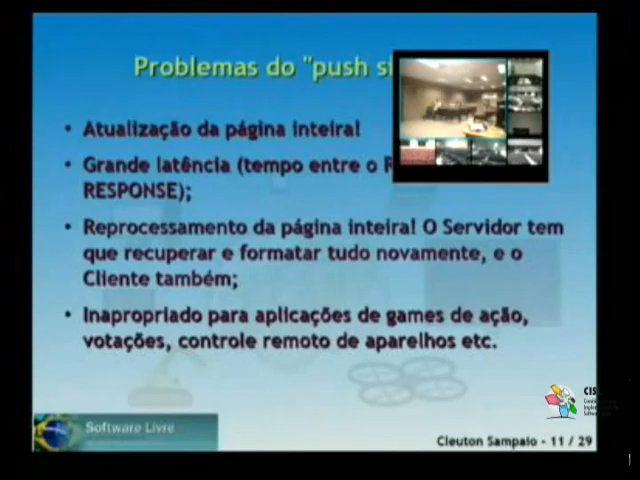 Problemas do "push
• Atualização da página inteira!
• Grande latência (tempo entre o
RESPONSE);
• Reprocessamento da página inteira! O Servidor tem
que recuperar e formatar tudo novamente, e o
Cliente também;
• Inapropriado para aplicações de games de ação,
votações, controle remoto de aparelhos etc.
CIS
Software Livre
Cleuton Sampaio - 11 / 29